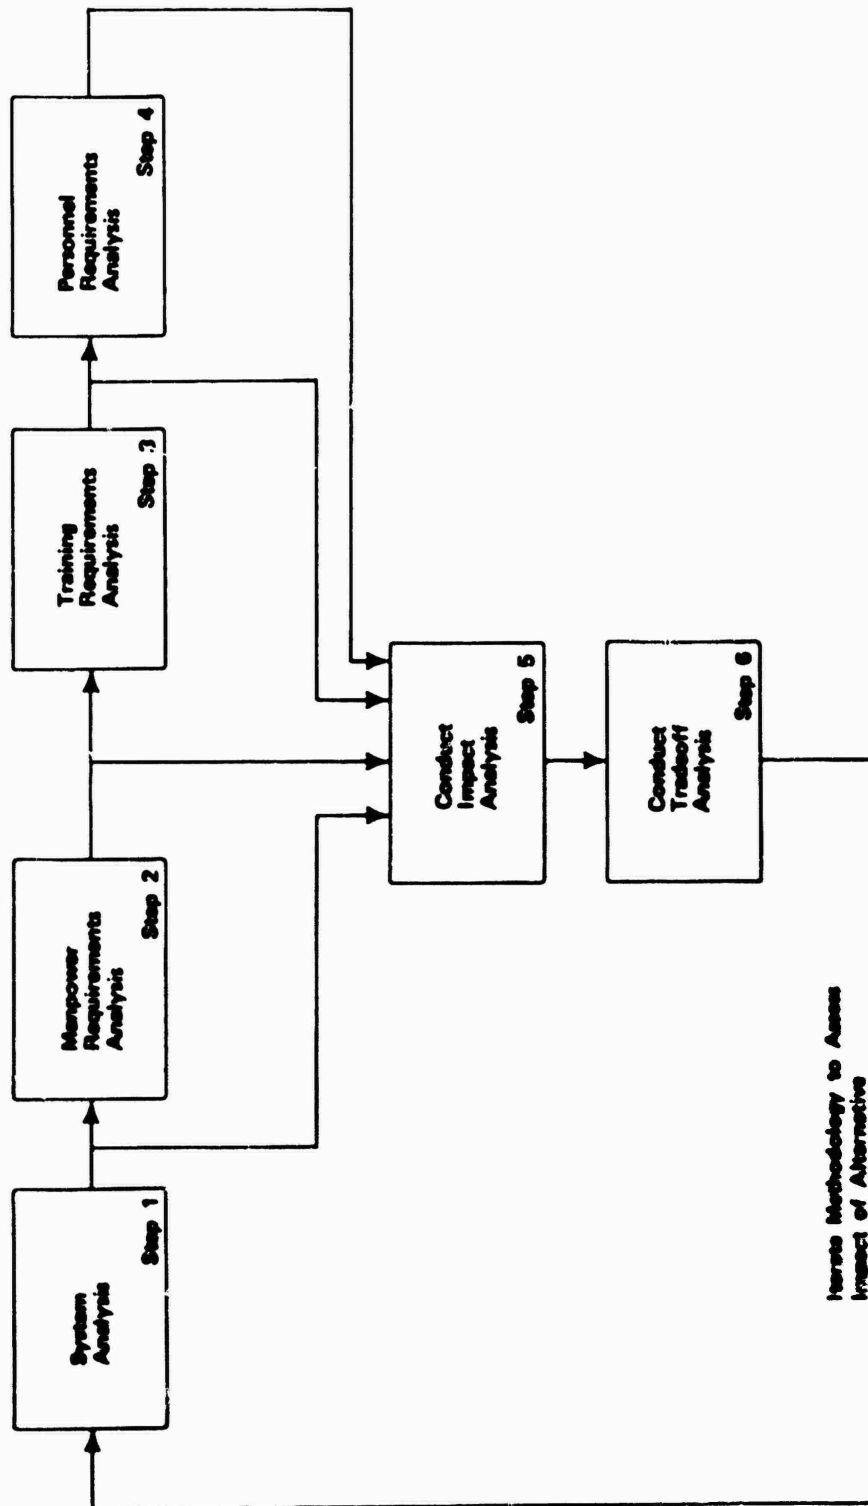 System
Analysis
Step 1
Manpower
Requirements
Analysis
Step 2
Training
Requirements
Analysis
Step 3
Personnel
Requirements
Analysis
Step 4
Conduct
Impact
Analysis
Step 5
Conduct
Tradeoff
Analysis
Step 6
Iterate Methodology to Assess
Impact of Alternative